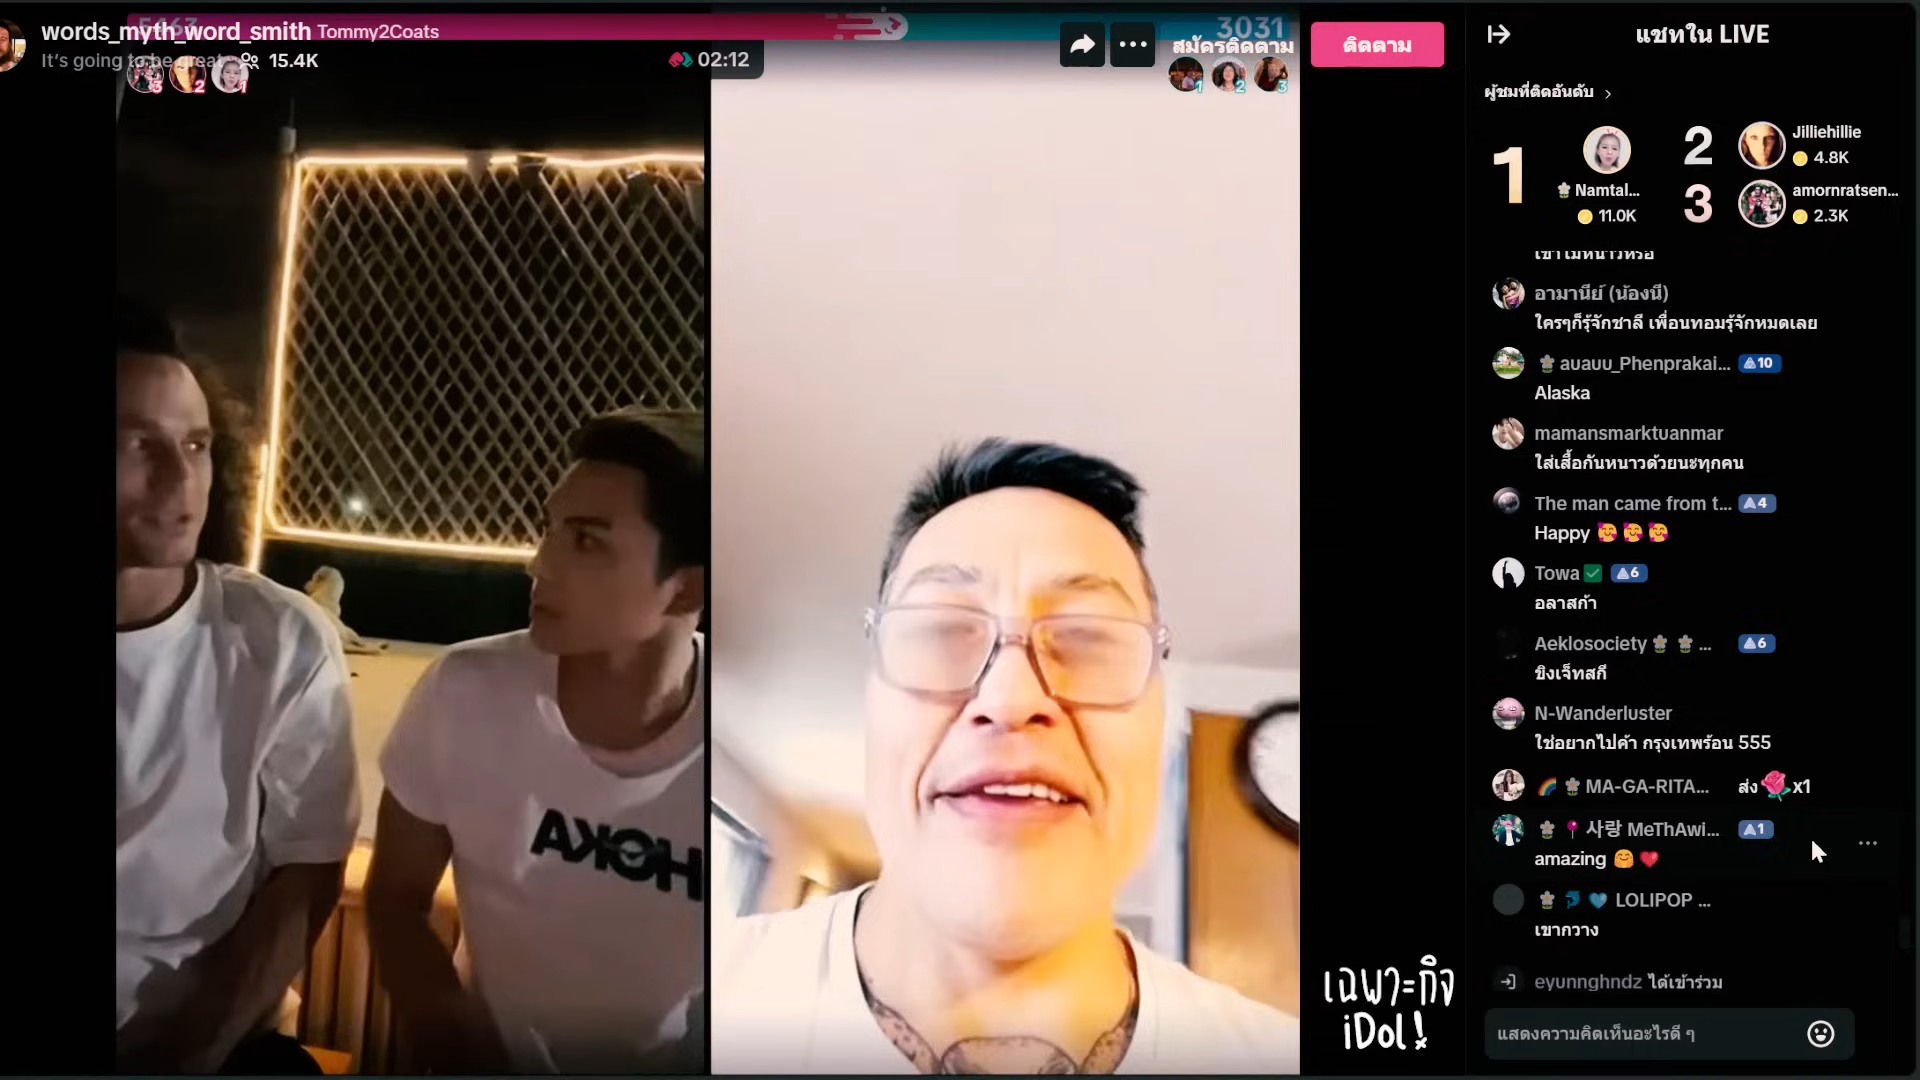 5463
3031
words_myth_word_smith Tommy2Coats
It's going to be great
15.4K
3
2
1
02:12
สมัครติดตาม
1
2
3
ติดตาม
แชทใน LIVE
ผู้ชมที่ติดอันดับ
1
Namtal...
11.0K
2
Jilliehillie
4.8K
3
amornratsen...
2.3K
อามานีย์ (น้องนี)
ใครๆก็รู้จักชาลี เพื่อนทอมรู้จักหมดเลย
auauu_Phenprakai... 10
Alaska
mamansmarktuanmar
ใส่เสื้อกันหนาวด้วยนะทุกคน
The man came from t... 4
Happy 🥰 🥰 🥰
Towa ✅ 6
อลาสก้า
Aeklosociety ... 6
ขิงเจ็ทสกี
N-Wanderluster
ใช่อยากไปค้า กรุงเทพร้อน 555
🌈 MA-GA-RITA... ส่ง 🌹 x1
📍 사랑 MeThAwi... 1
amazing 🤗 ❤️
LOLIPOP ...
เขากวาง
eyunnghndz ได้เข้าร่วม
แสดงความคิดเห็นอะไรดี ๆ
HOKA
เฉพาะกิจ
iDol!